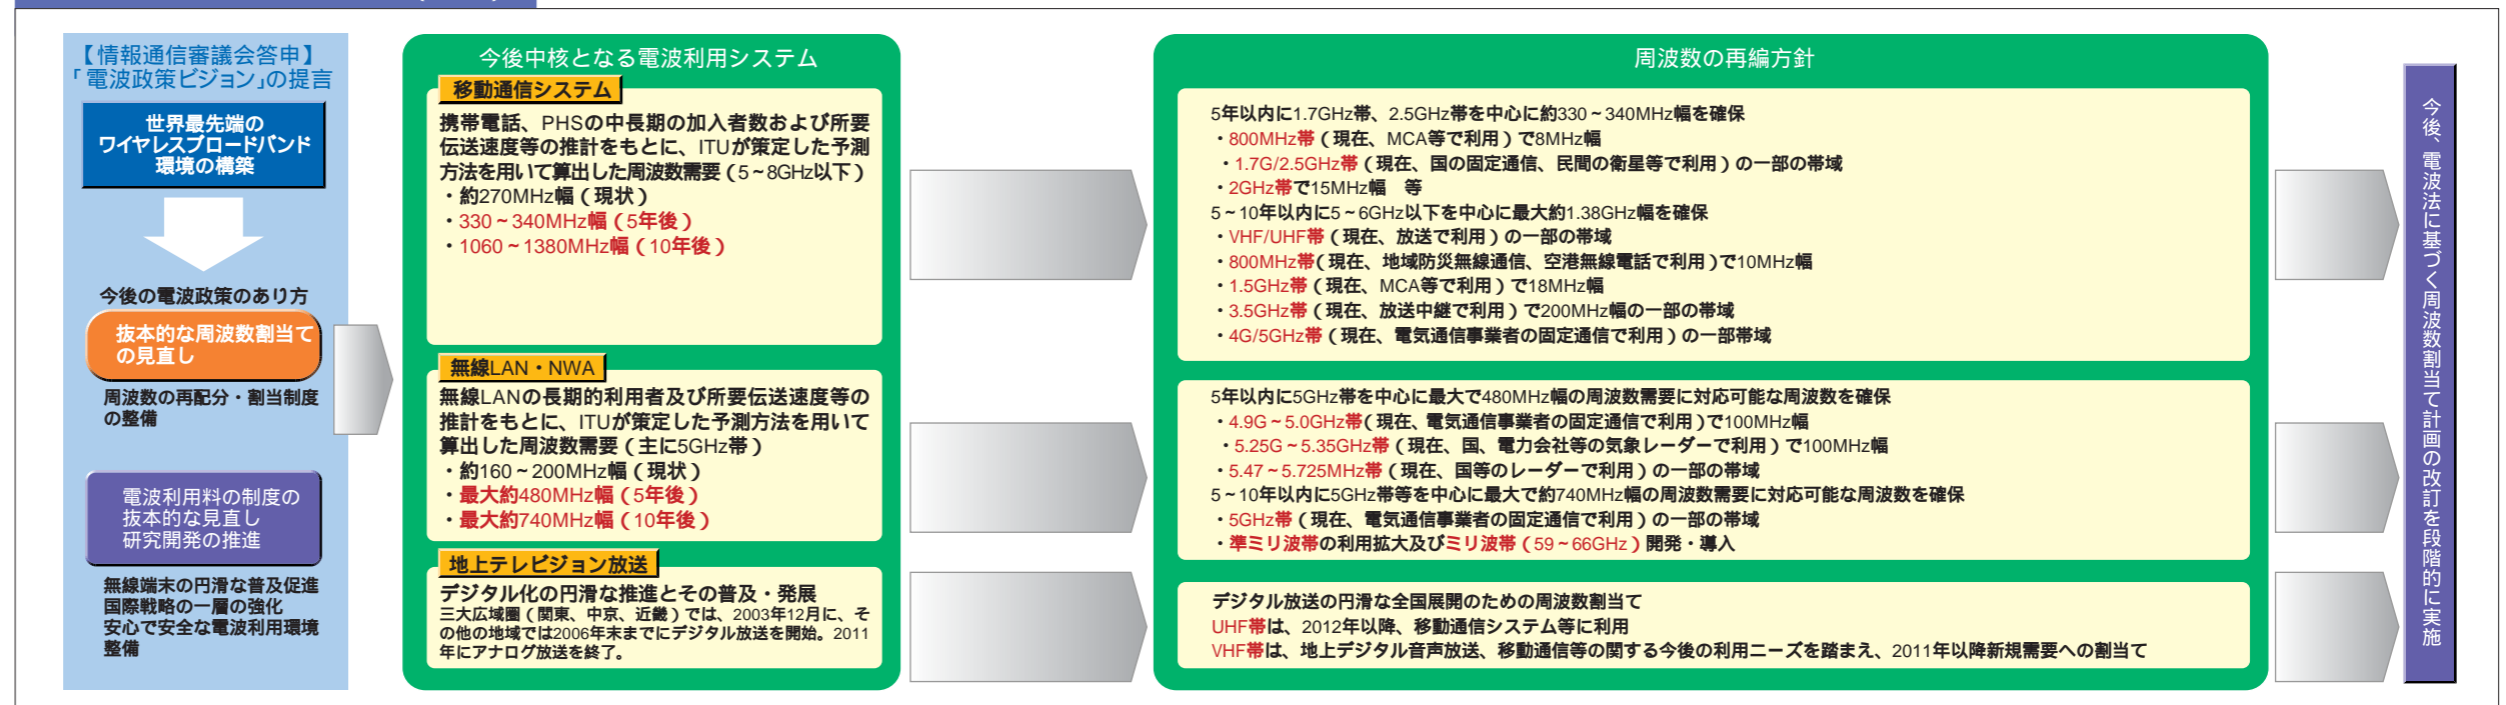 【情報通信審議会答申】
「電波政策ビジョン」の提言
世界最先端の
ワイヤレスブロードバンド
環境の構築
今後の電波政策のあり方
抜本的な周波数割当て
の見直し
周波数の再配分・割当制度
の整備
電波利用料の制度の
抜本的な見直し
研究開発の推進
無線端末の円滑な普及促進
国際戦略の一層の強化
安心で安全な電波利用環境
整備
今後中核となる電波利用システム
移動通信システム
携帯電話、PHSの中長期の加入者数および所要
伝送速度等の推計をもとに、ITUが策定した予測
方法を用いて算出した周波数需要（5～8GHz以下）
・約270MHz幅（現状）
・330～340MHz幅（5年後）
・1060～1380MHz幅（10年後）
無線LAN・NWA
無線LANの長期的利用者及び所要伝送速度等の
推計をもとに、ITUが策定した予測方法を用いて
算出した周波数需要（主に5GHz帯）
・約160～200MHz幅（現状）
・最大約480MHz幅（5年後）
・最大約740MHz幅（10年後）
地上テレビジョン放送
デジタル化の円滑な推進とその普及・発展
三大広域圏（関東、中京、近畿）では、2003年12月に、そ
の他の地域では2006年末までにデジタル放送を開始。2011
年にアナログ放送を終了。
周波数の再編方針
5年以内に1.7GHz帯、2.5GHz帯を中心に約330～340MHz幅を確保
・800MHz帯（現在、MCA等で利用）で8MHz幅
・1.7G/2.5GHz帯（現在、国の固定通信、民間の衛星等で利用）の一部の帯域
・2GHz帯で15MHz幅　等
5～10年以内に5～6GHz以下を中心に最大約1.38GHz幅を確保
・VHF/UHF帯（現在、放送で利用）の一部の帯域
・800MHz帯（現在、地域防災無線通信、空港無線電話で利用）で10MHz幅
・1.5GHz帯（現在、MCA等で利用）で18MHz幅
・3.5GHz帯（現在、放送中継で利用）で200MHz幅の一部の帯域
・4G/5GHz帯（現在、電気通信事業者の固定通信で利用）の一部帯域
5年以内に5GHz帯を中心に最大で480MHz幅の周波数需要に対応可能な周波数を確保
・4.9G～5.0GHz帯（現在、電気通信事業者の固定通信で利用）で100MHz幅
・5.25G～5.35GHz帯（現在、国、電力会社等の気象レーダーで利用）で100MHz幅
・5.47～5.725MHz帯（現在、国等のレーダーで利用）の一部の帯域
5～10年以内に5GHz帯等を中心に最大で約740MHz幅の周波数需要に対応可能な周波数を確保
・5GHz帯（現在、電気通信事業者の固定通信で利用）の一部の帯域
・準ミリ波帯の利用拡大及びミリ波帯（59～66GHz）開発・導入
デジタル放送の円滑な全国展開のための周波数割当て
UHF帯は、2012年以降、移動通信システム等に利用
VHF帯は、地上デジタル音声放送、移動通信等の関する今後の利用ニーズを踏まえ、2011年以降新規需要への割当て
今後、電波法に基づく周波数割当て計画の改訂を段階的に実施